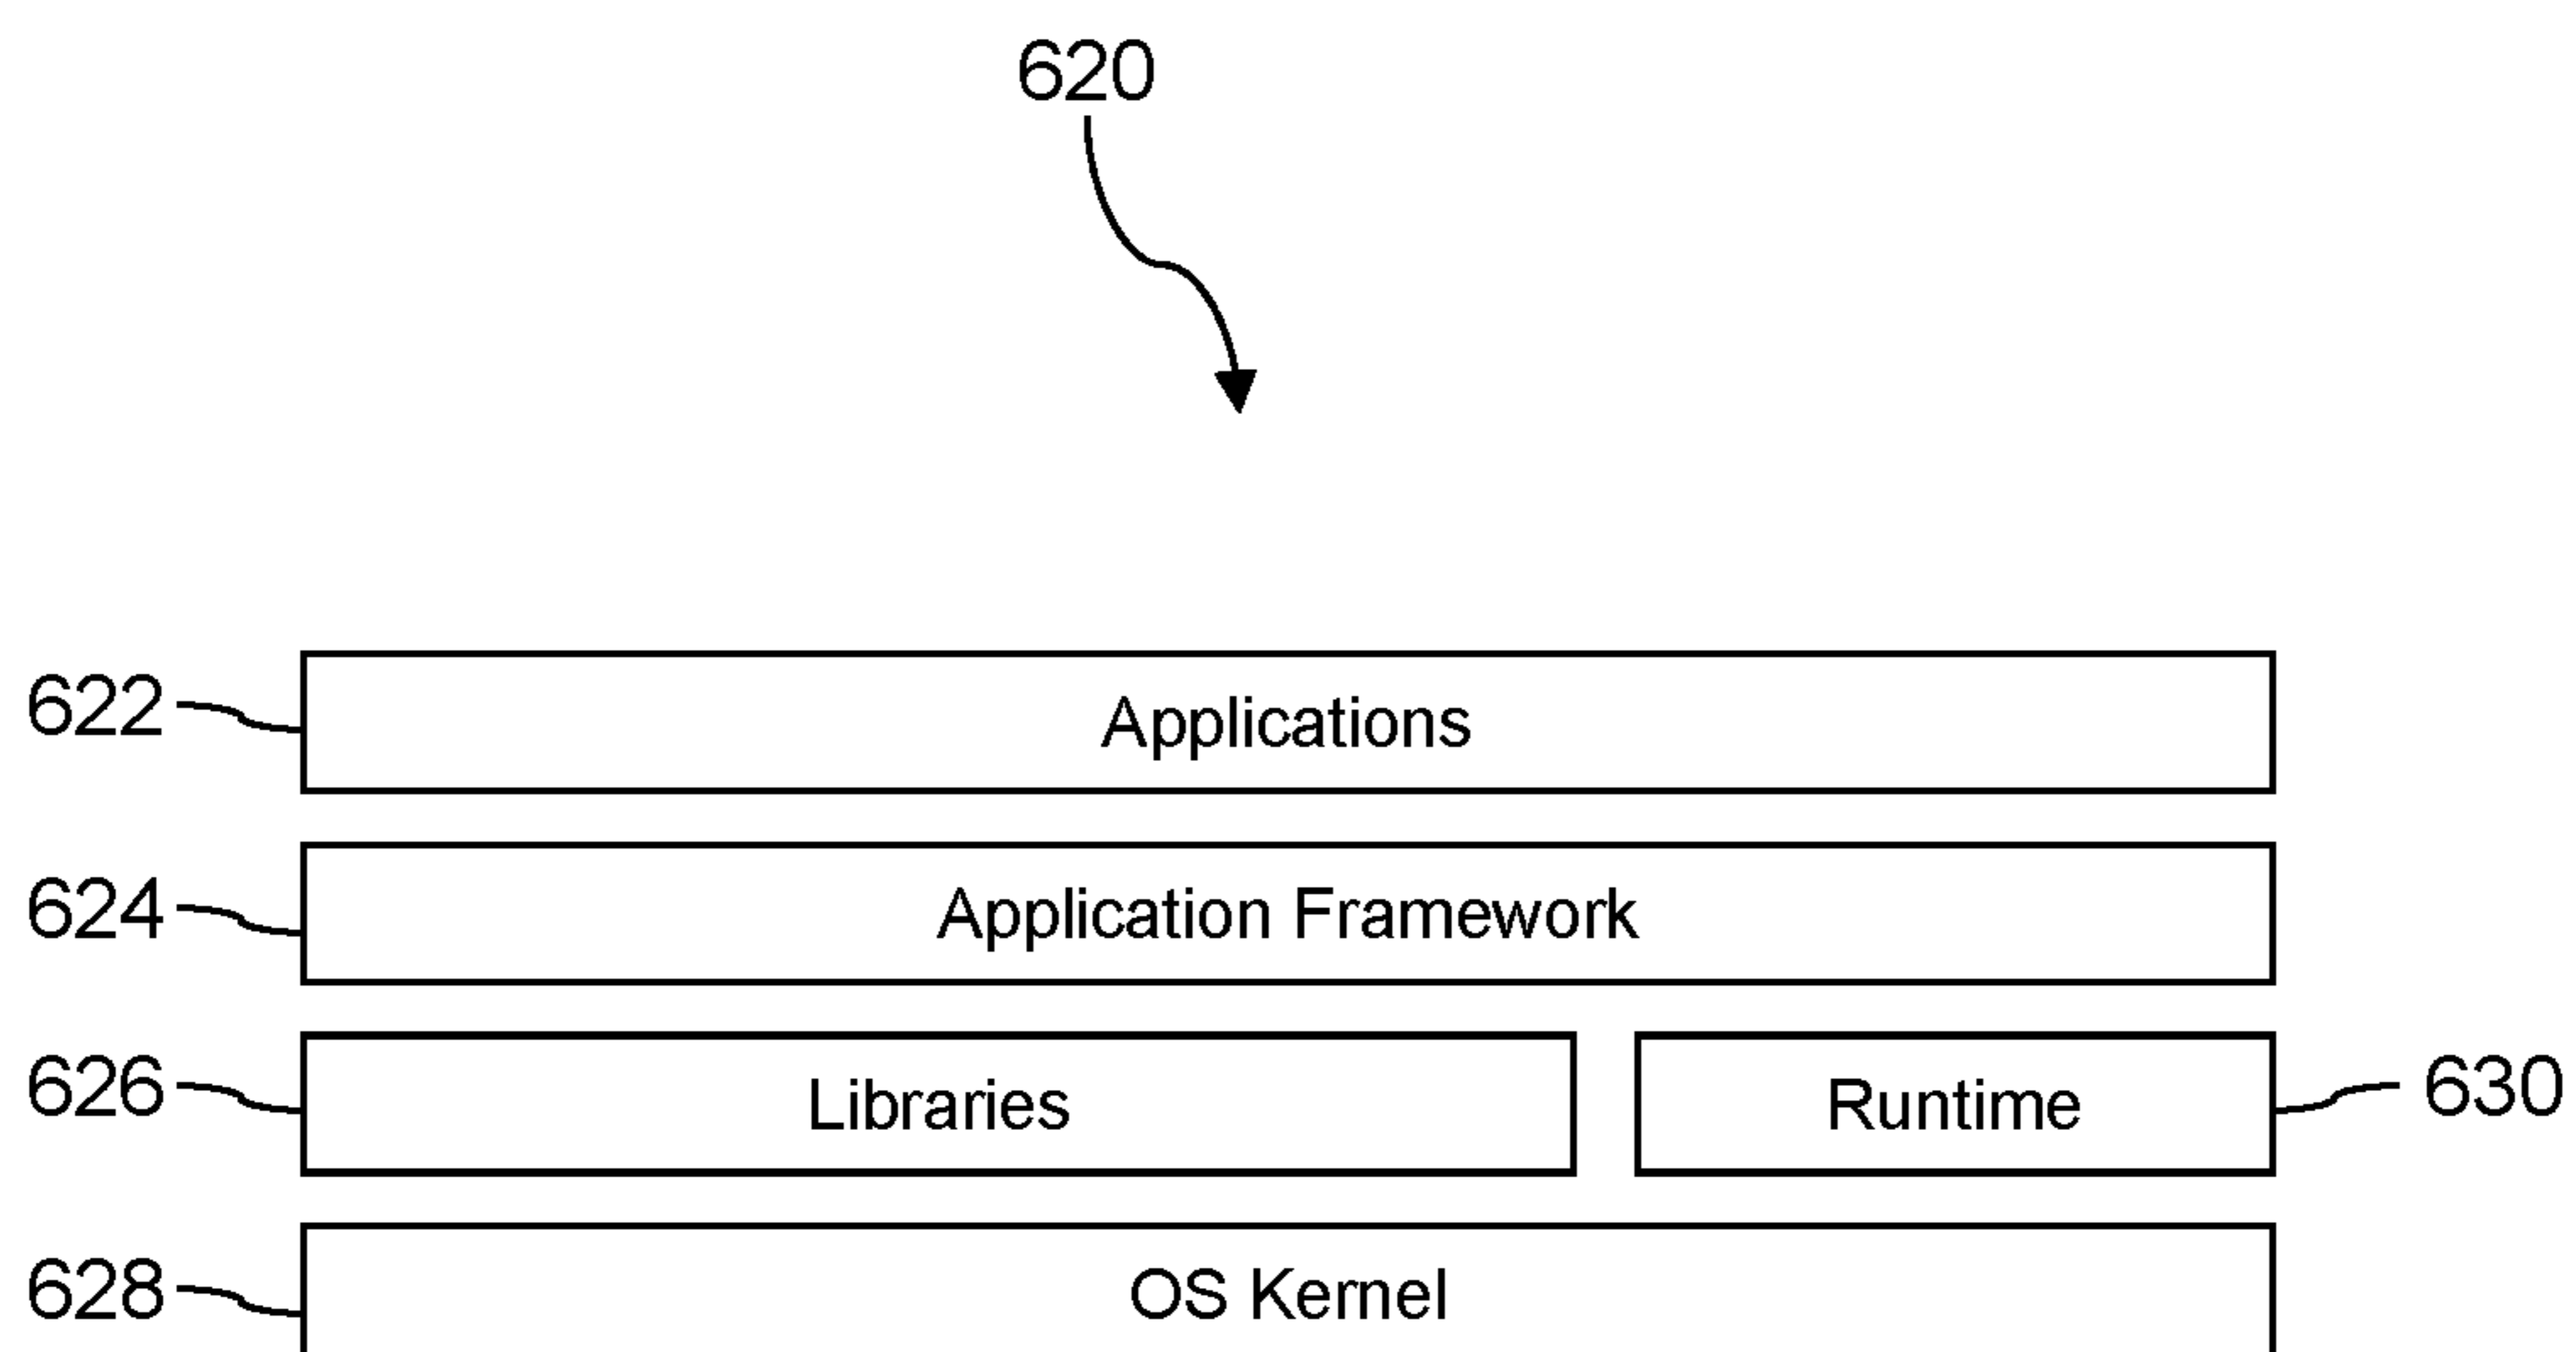 620
622 Applications
624 Application Framework
626 Libraries Runtime 630
628 OS Kernel